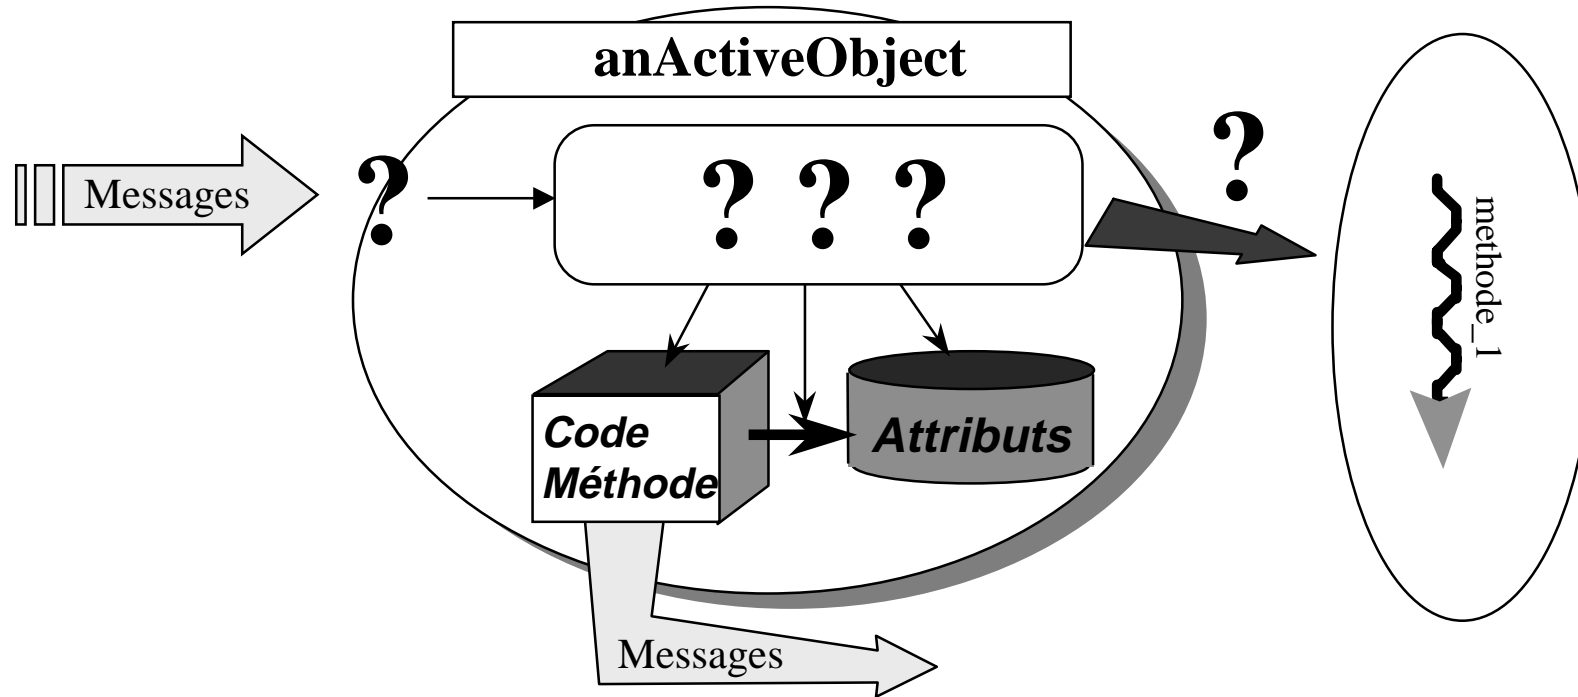 anActiveObject
?
Messages
?
? ? ?
methode_1
Code
Méthode
Attributs
Messages